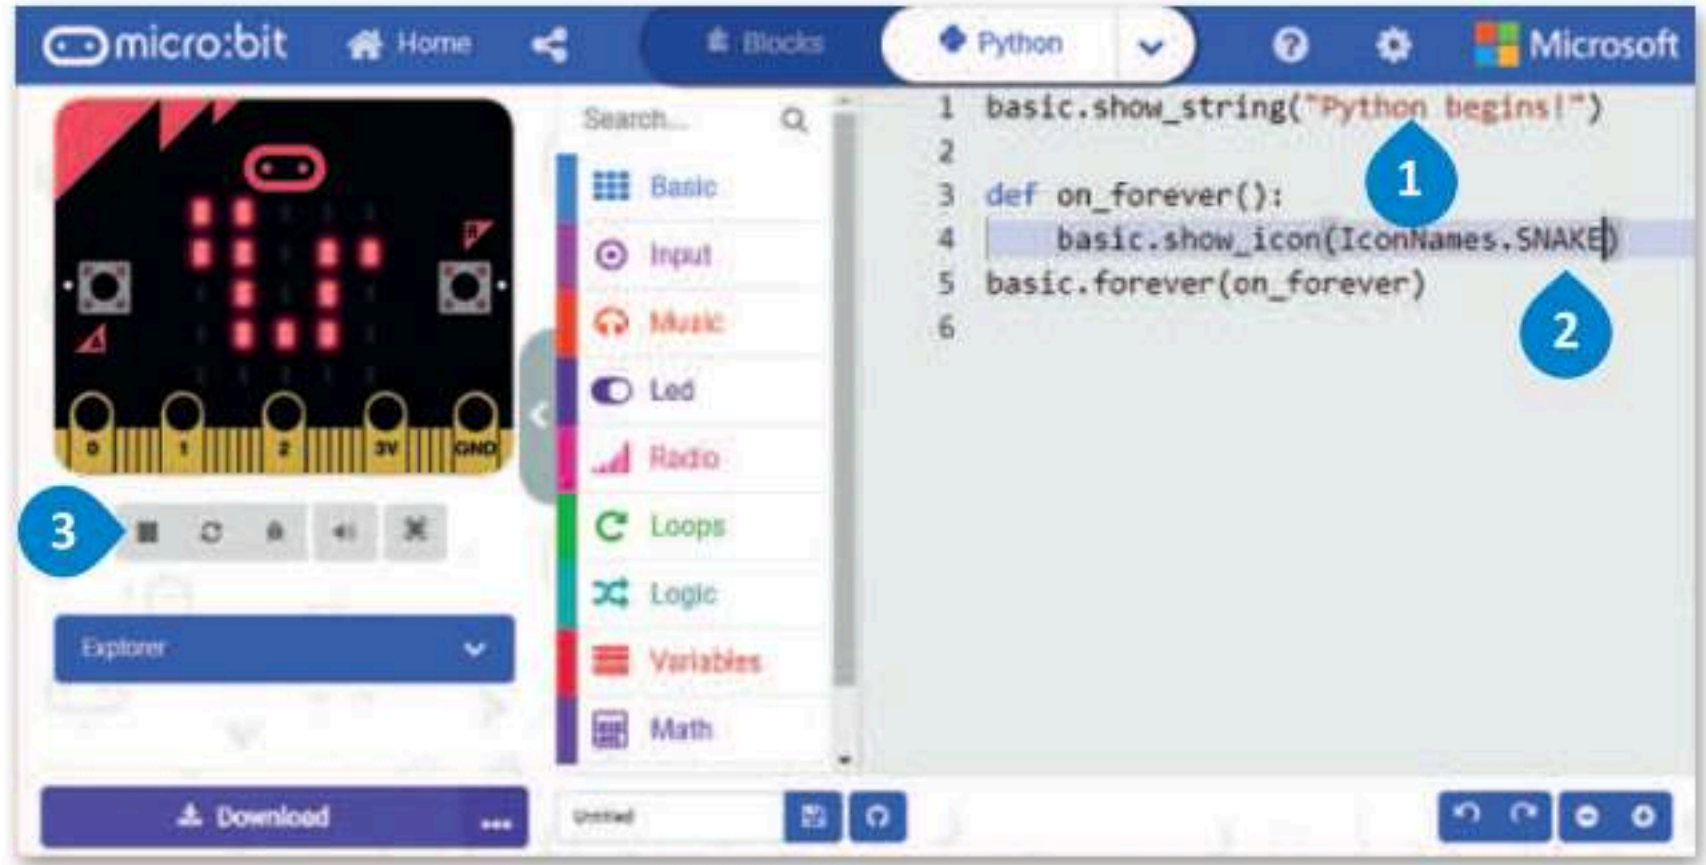 micro:bit Home Blocks Python Microsoft
B
A
0 1 2 3V GND
3
Explorer
Download ...
Search...
Basic
Input
Music
Led
Radio
Loops
Logic
Variables
Math
Untitled
1 basic.show_string("Python begins!")
2
3 def on_forever():
4 basic.show_icon(IconNames.SNAKE)
5 basic.forever(on_forever)
6
1
2